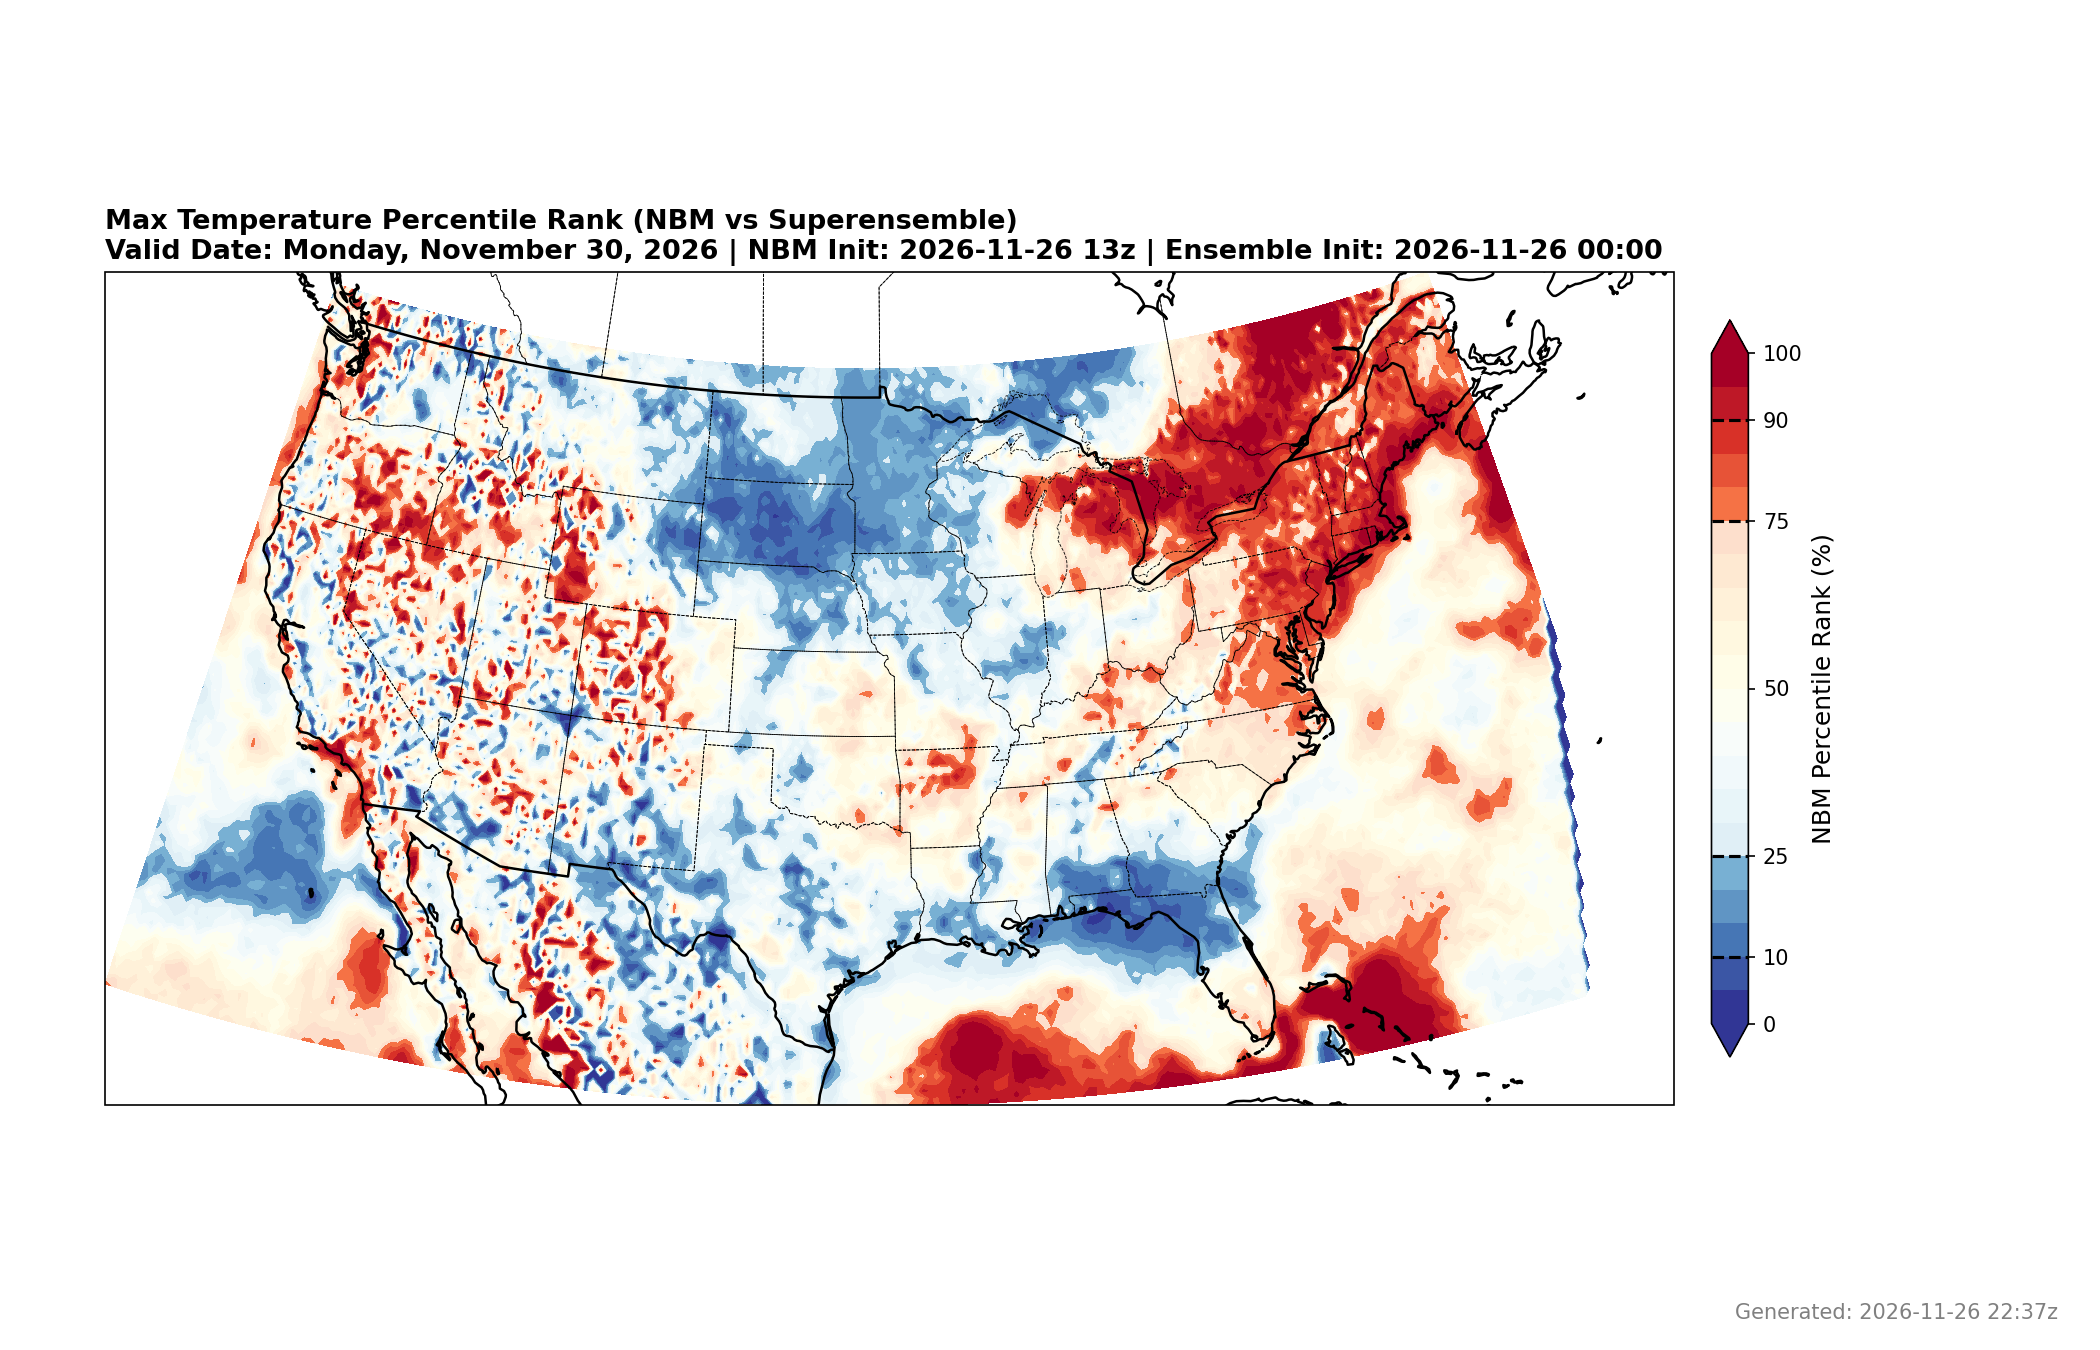 Max Temperature Percentile Rank (NBM vs Superensemble)
Valid Date: Monday, November 30, 2026 | NBM Init: 2026-11-26 13z | Ensemble Init: 2026-11-26 00:00
100
90
75
50
25
10
0
NBM Percentile Rank (%)
Generated: 2026-11-26 22:37z